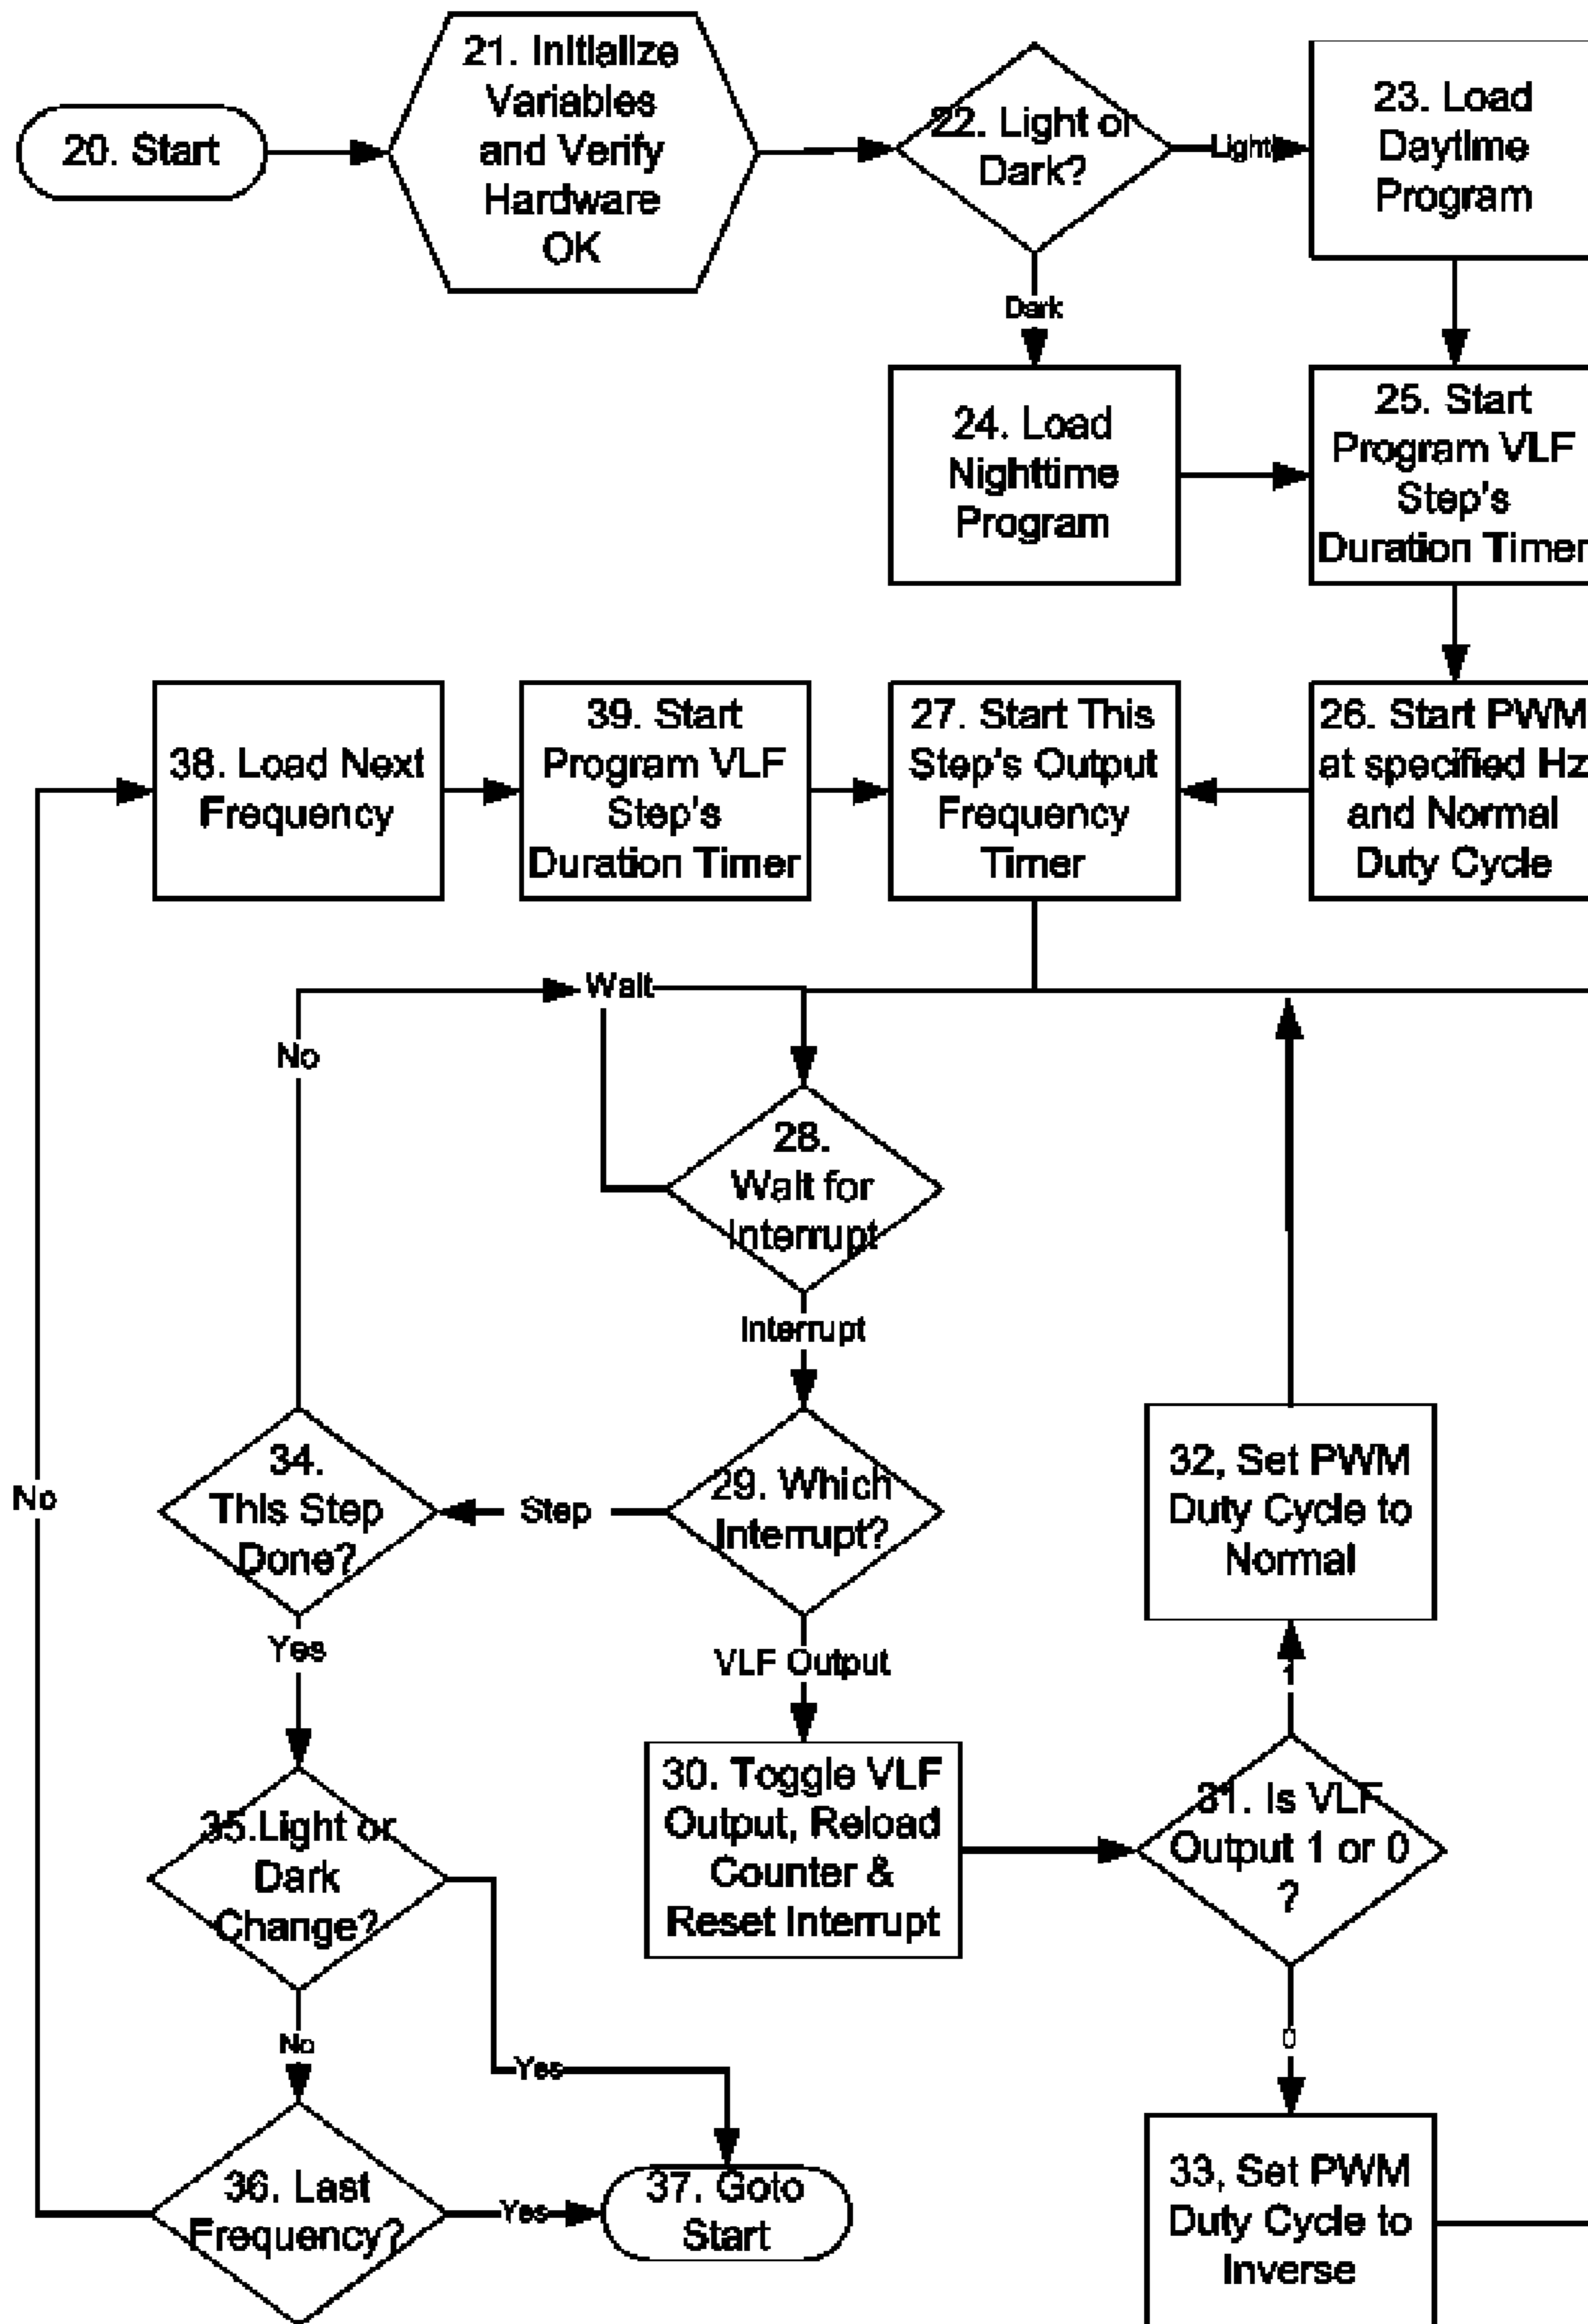 20. Start
21. Initialize
Variables
and Verify
Hardware
OK
22. Light or
Dark?
Light
23. Load
Daytime
Program
Dark
24. Load
Nighttime
Program
25. Start
Program VLF
Step's
Duration Timer
38. Load Next
Frequency
39. Start
Program VLF
Step's
Duration Timer
27. Start This
Step's Output
Frequency
Timer
26. Start PWM
at specified Hz
and Normal
Duty Cycle
Wait
No
28.
Wait for
Interrupt
Interrupt
No
34.
This Step
Done?
Step
29. Which
Interrupt?
32, Set PWM
Duty Cycle to
Normal
Yes
VLF Output
1
35.Light or
Dark
Change?
30. Toggle VLF
Output, Reload
Counter &
Reset Interrupt
31. Is VLF
Output 1 or 0
?
No
Yes
0
36. Last
Frequency?
Yes
37. Goto
Start
33, Set PWM
Duty Cycle to
Inverse